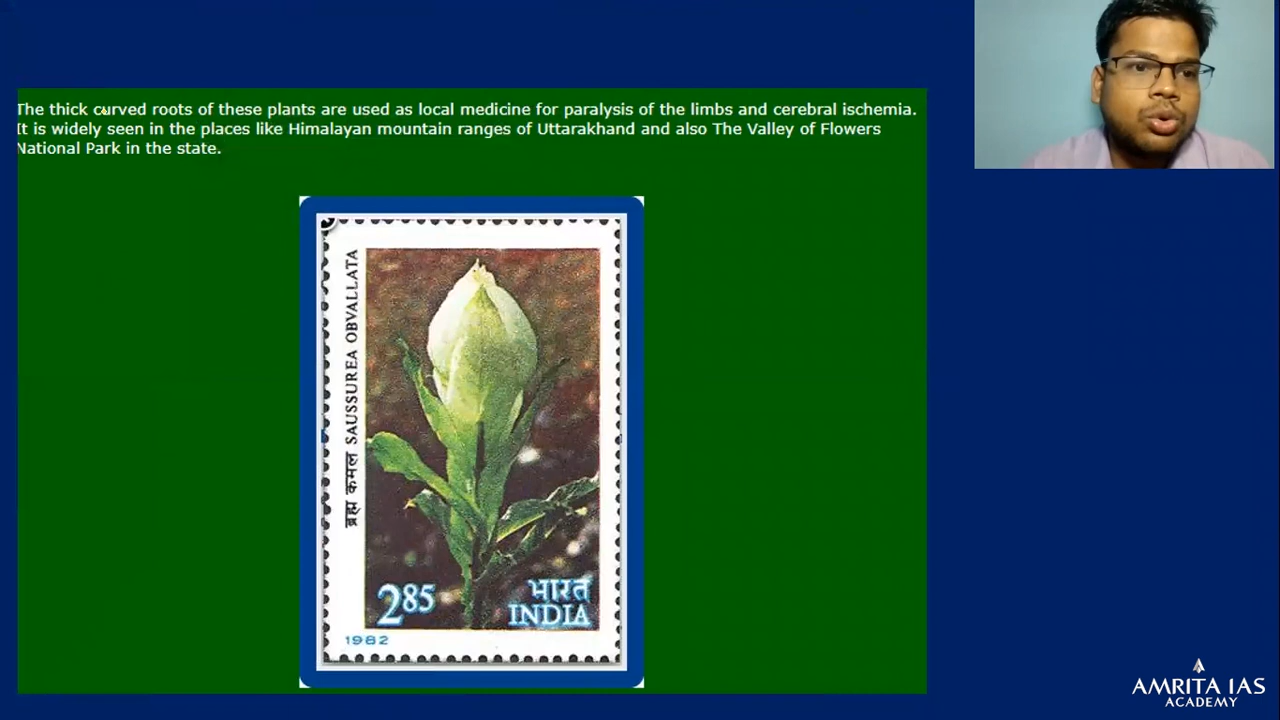 The thick curved roots of these plants are used as local medicine for paralysis of the limbs and cerebral ischemia.
It is widely seen in the places like Himalayan mountain ranges of Uttarakhand and also The Valley of Flowers
National Park in the state.
ब्रह्म कमल SAUSSUREA OBVALLATA
2.85
भारत
INDIA
1982
AMRITA IAS
ACADEMY